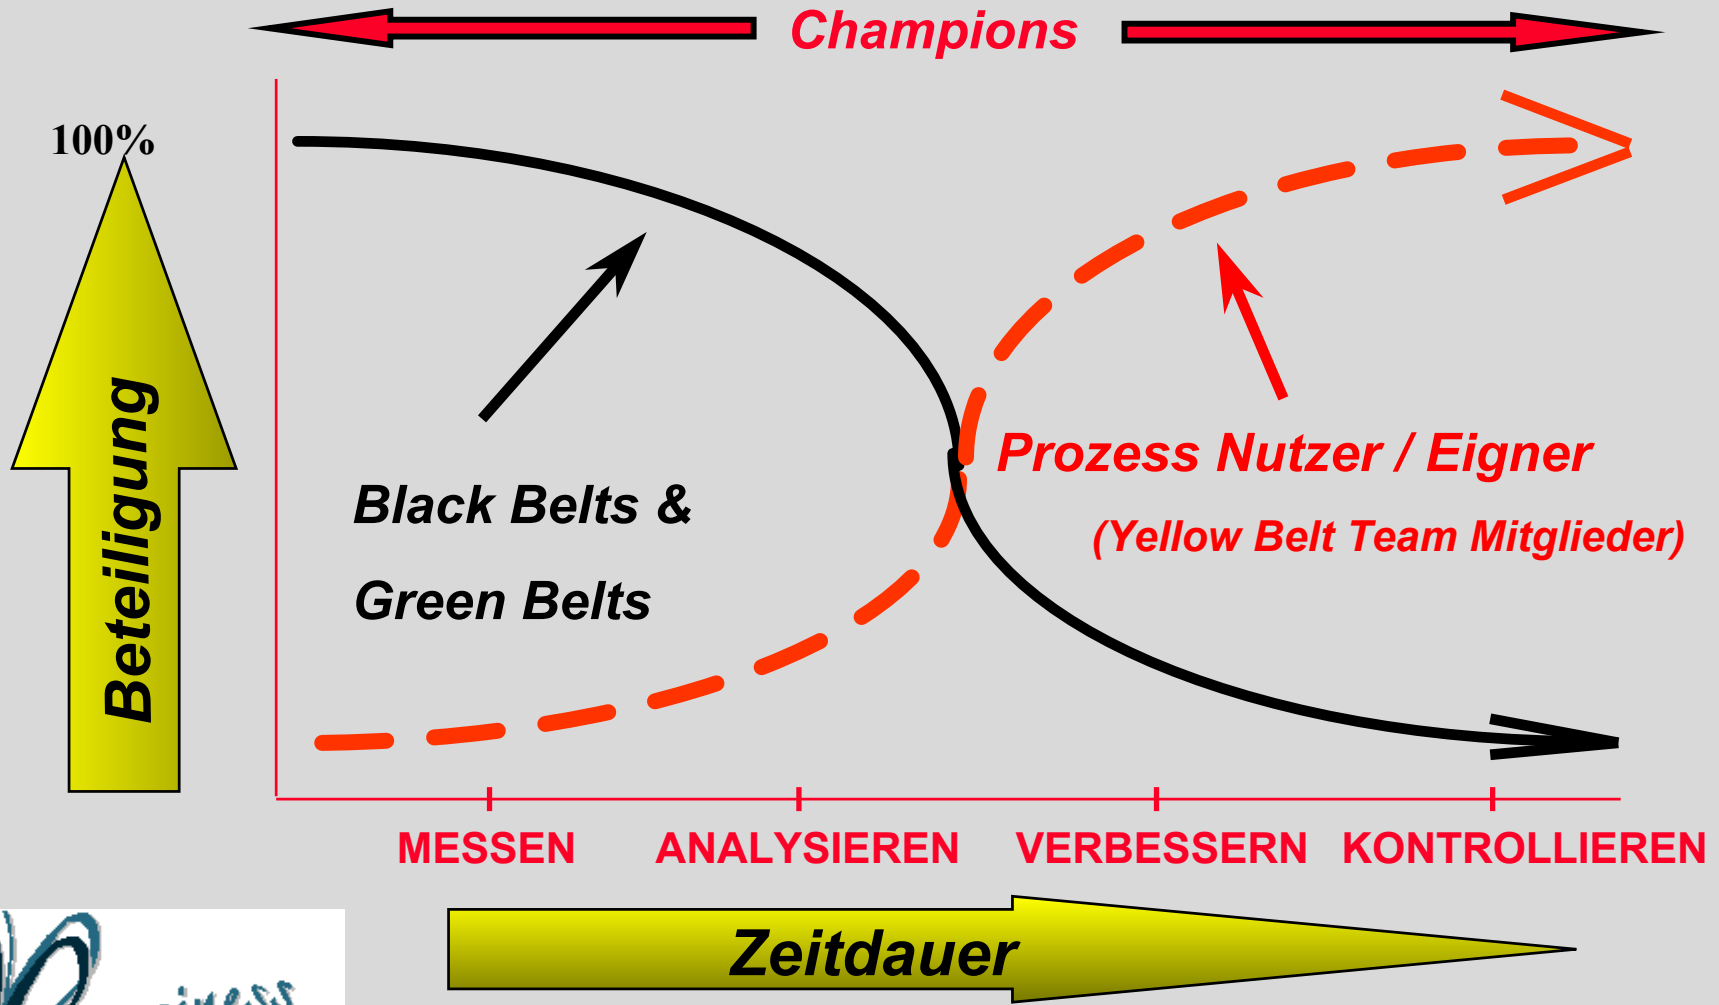 Champions
100%
Beteiligung
Black Belts &
Green Belts
Prozess Nutzer / Eigner
(Yellow Belt Team Mitglieder)
MESSEN ANALYSIEREN VERBESSERN KONTROLLIEREN
Zeitdauer